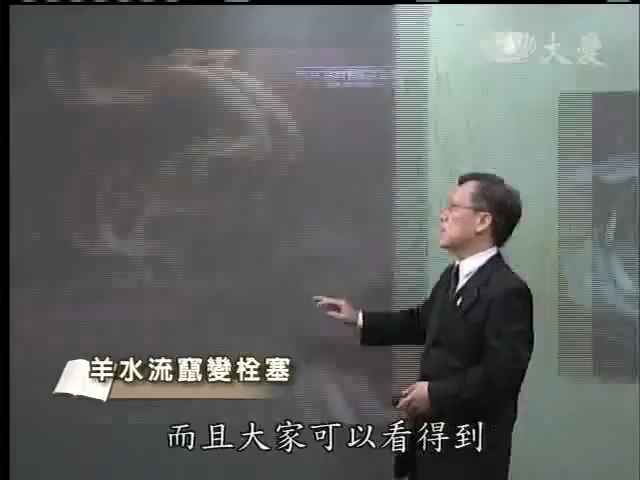 大愛
羊水流竄變栓塞
而且大家可以看得到